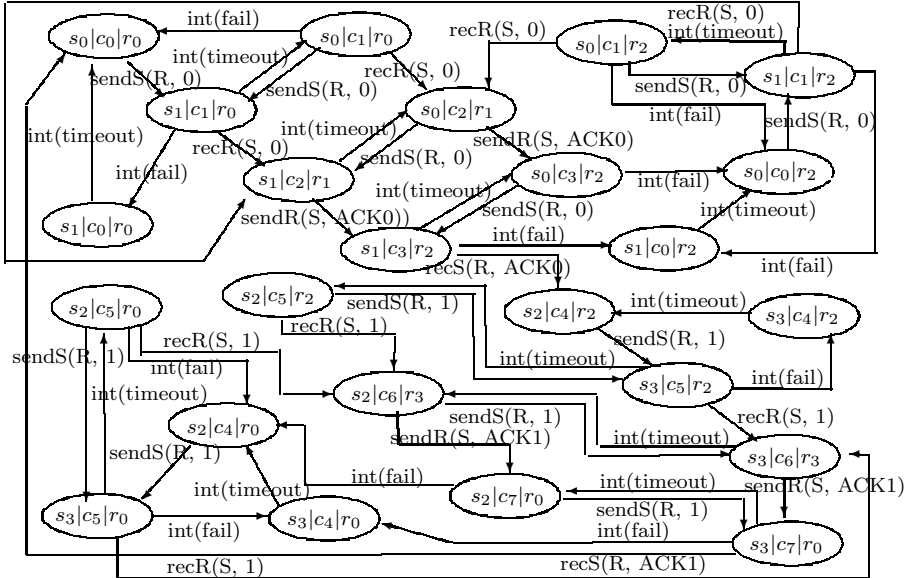 int(fail)
recR(S, 0)
s₀|c₀|r₀
s₀|c₁|r₀
recR(S, 0)
s₀|c₁|r₂
int(timeout)
int(timeout)
recR(S, 0)
s₁|c₁|r₂
sendS(R, 0)
sendS(R, 0)
sendS(R, 0)
s₁|c₁|r₀
s₀|c₂|r₁
int(fail)
sendS(R, 0)
int(timeout)
int(timeout)
recR(S, 0)
sendS(R, 0)
sendR(S, ACK0)
int(fail)
s₁|c₂|r₁
s₀|c₃|r₂
int(fail)
s₀|c₀|r₂
int(timeout)
sendS(R, 0)
int(timeout)
s₁|c₀|r₀
sendR(S, ACK0))
s₁|c₃|r₂
int(fail)
s₁|c₀|r₂
recS(R, ACK0)
int(fail)
s₂|c₅|r₀
s₂|c₅|r₂
sendS(R, 1)
s₂|c₄|r₂
int(timeout)
s₃|c₄|r₂
recR(S, 1)
recR(S, 1)
sendS(R, 1)
sendS(R, 1)
int(fail)
int(timeout)
int(timeout)
s₂|c₆|r₃
s₃|c₅|r₂
int(fail)
sendS(R, 1)
recR(S, 1)
s₂|c₄|r₀
sendR(S, ACK1)
int(timeout)
sendS(R, 1)
s₃|c₆|r₃
int(timeout)
int(fail)
s₂|c₇|r₀
int(timeout)
sendR(S, ACK1)
sendS(R, 1)
s₃|c₅|r₀
int(fail)
s₃|c₄|r₀
int(fail)
s₃|c₇|r₀
recR(S, 1)
recS(R, ACK1)